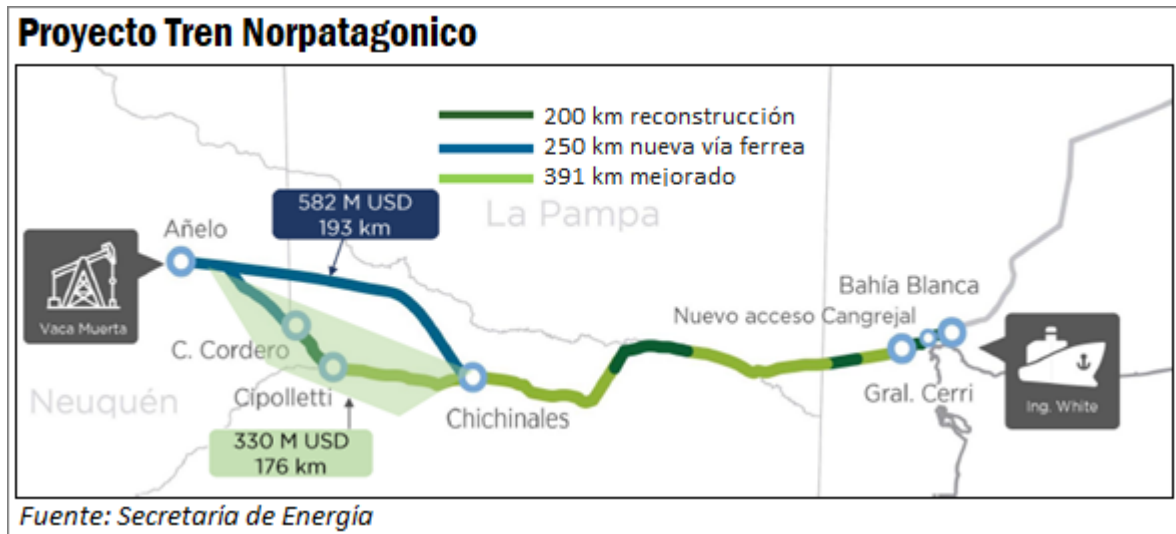 Proyecto Tren Norpatagonico
200 km reconstrucción
250 km nueva vía ferrea
391 km mejorado
582 M USD
193 km
La Pampa
Añelo
Vaca Muerta
Bahía Blanca
Nuevo acceso Cangrejal
C. Cordero
Neuquén
Cipolletti
Chichinales
Gral. Cerri
Ing. White
330 M USD
176 km
Fuente: Secretaría de Energía